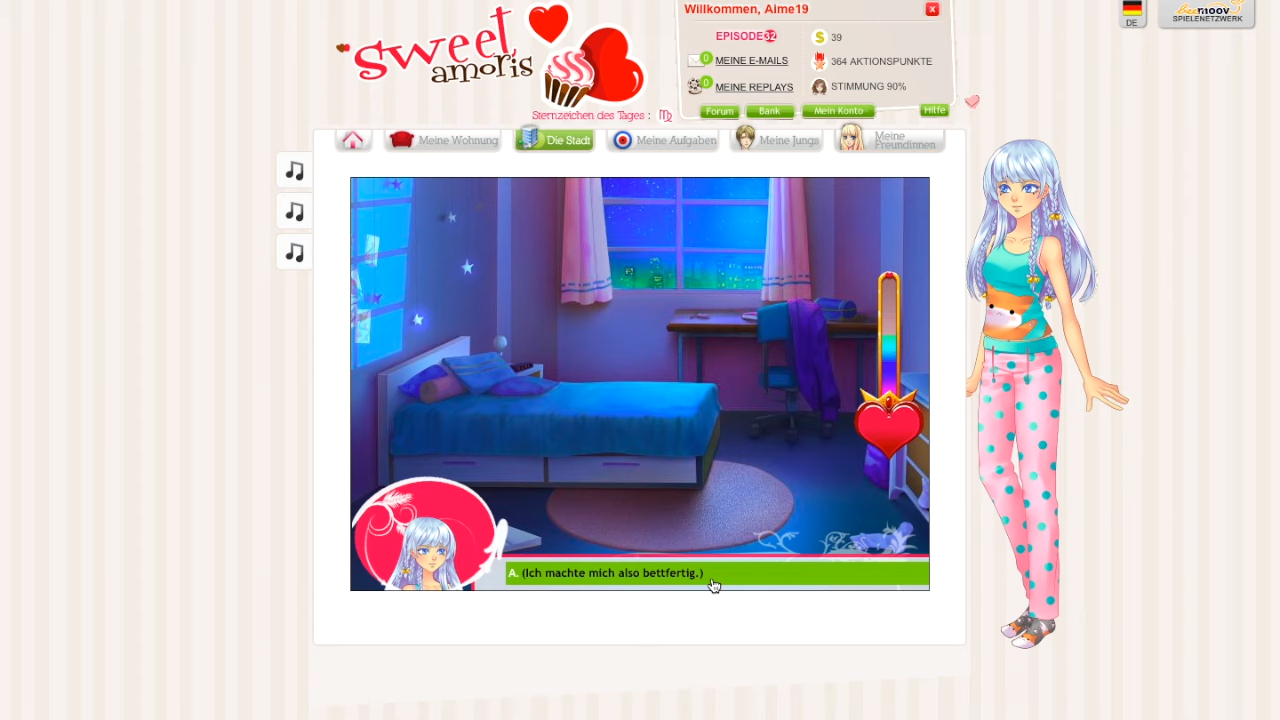 sweet
amoris
Sternzeichen des Tages :
Willkommen, Aime19
x
EPISODE32
39
0
MEINE E-MAILS
364 AKTIONSPUNKTE
0
MEINE REPLAYS
STIMMUNG 90%
Forum
Bank
Mein Konto
Hilfe
DE
beemoov
SPIELENETZWERK
Meine Wohnung
Die Stadt
Meine Aufgaben
Meine Jungs
Meine
Freundinnen
A. (Ich machte mich also bettfertig.)